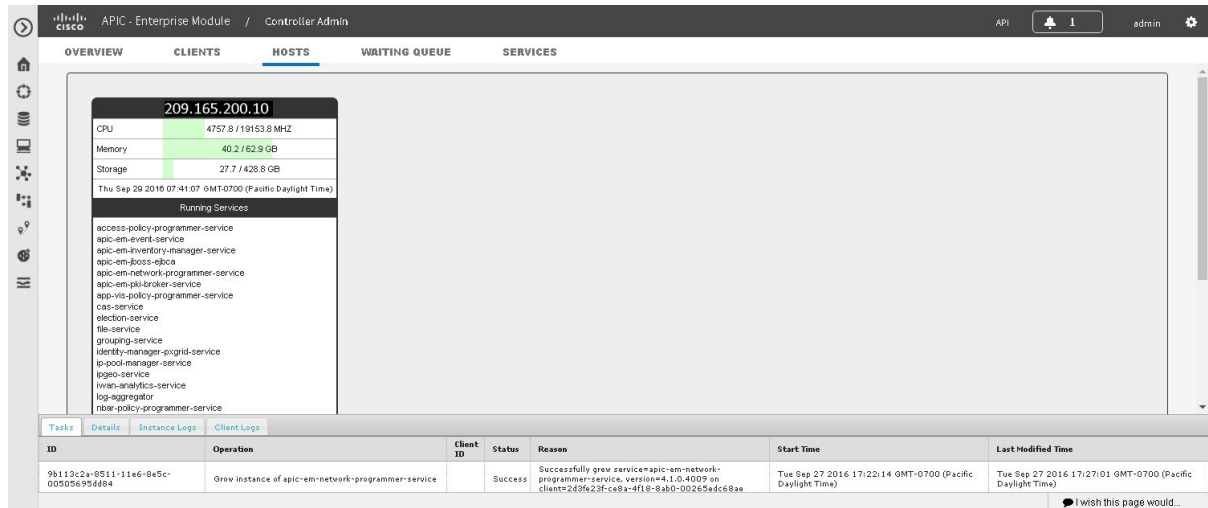 cisco APIC - Enterprise Module / Controller Admin API 1 admin
OVERVIEW CLIENTS HOSTS WAITING QUEUE SERVICES
209.165.200.10
CPU 4757.8 / 19153.8 MHZ
Memory 40.2 / 62.9 GB
Storage 27.7 / 428.8 GB
Thu Sep 29 2016 07:41:07 GMT-0700 (Pacific Daylight Time)
Running Services
access-policy-programmer-service
apic-em-event-service
apic-em-inventory-manager-service
apic-em-jboss-ejbca
apic-em-network-programmer-service
apic-em-pki-broker-service
app-vis-policy-programmer-service
cas-service
election-service
file-service
grouping-service
identity-manager-pxgrid-service
ip-pool-manager-service
ipgeo-service
iwan-analytics-service
log-aggregator
nbar-policy-programmer-service
Tasks Details Instance Logs Client Logs
ID Operation Client ID Status Reason Start Time Last Modified Time
9b113c2a-8511-11e6-8e5c-00505695dd84 Grow instance of apic-em-network-programmer-service Success Successfully grew service=apic-em-network-programmer-service, version=4.1.0.4009 on client=2d3fe23f-ce8a-4f18-8ab0-00265edc68ae Tue Sep 27 2016 17:22:14 GMT-0700 (Pacific Daylight Time) Tue Sep 27 2016 17:27:01 GMT-0700 (Pacific Daylight Time)
I wish this page would...